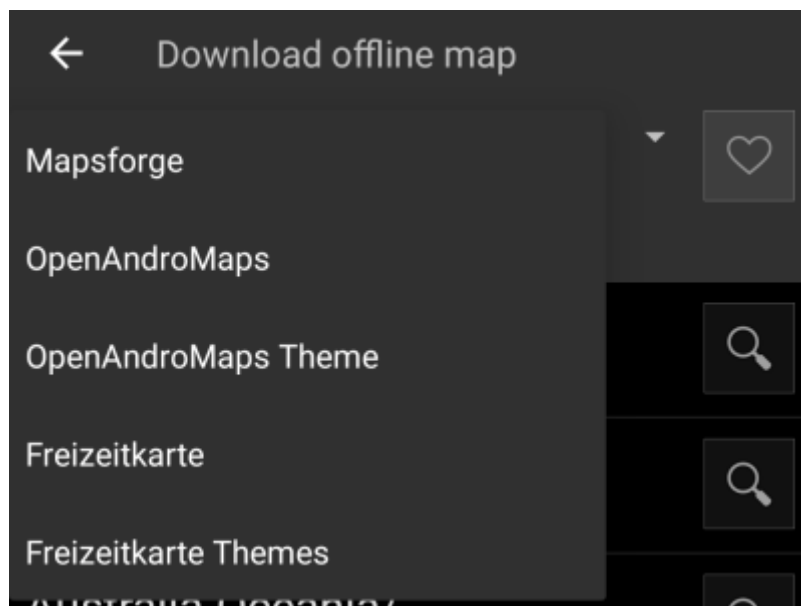 Download offline map
Mapsforge
OpenAndroMaps
OpenAndroMaps Theme
Freizeitkarte
Freizeitkarte Themes